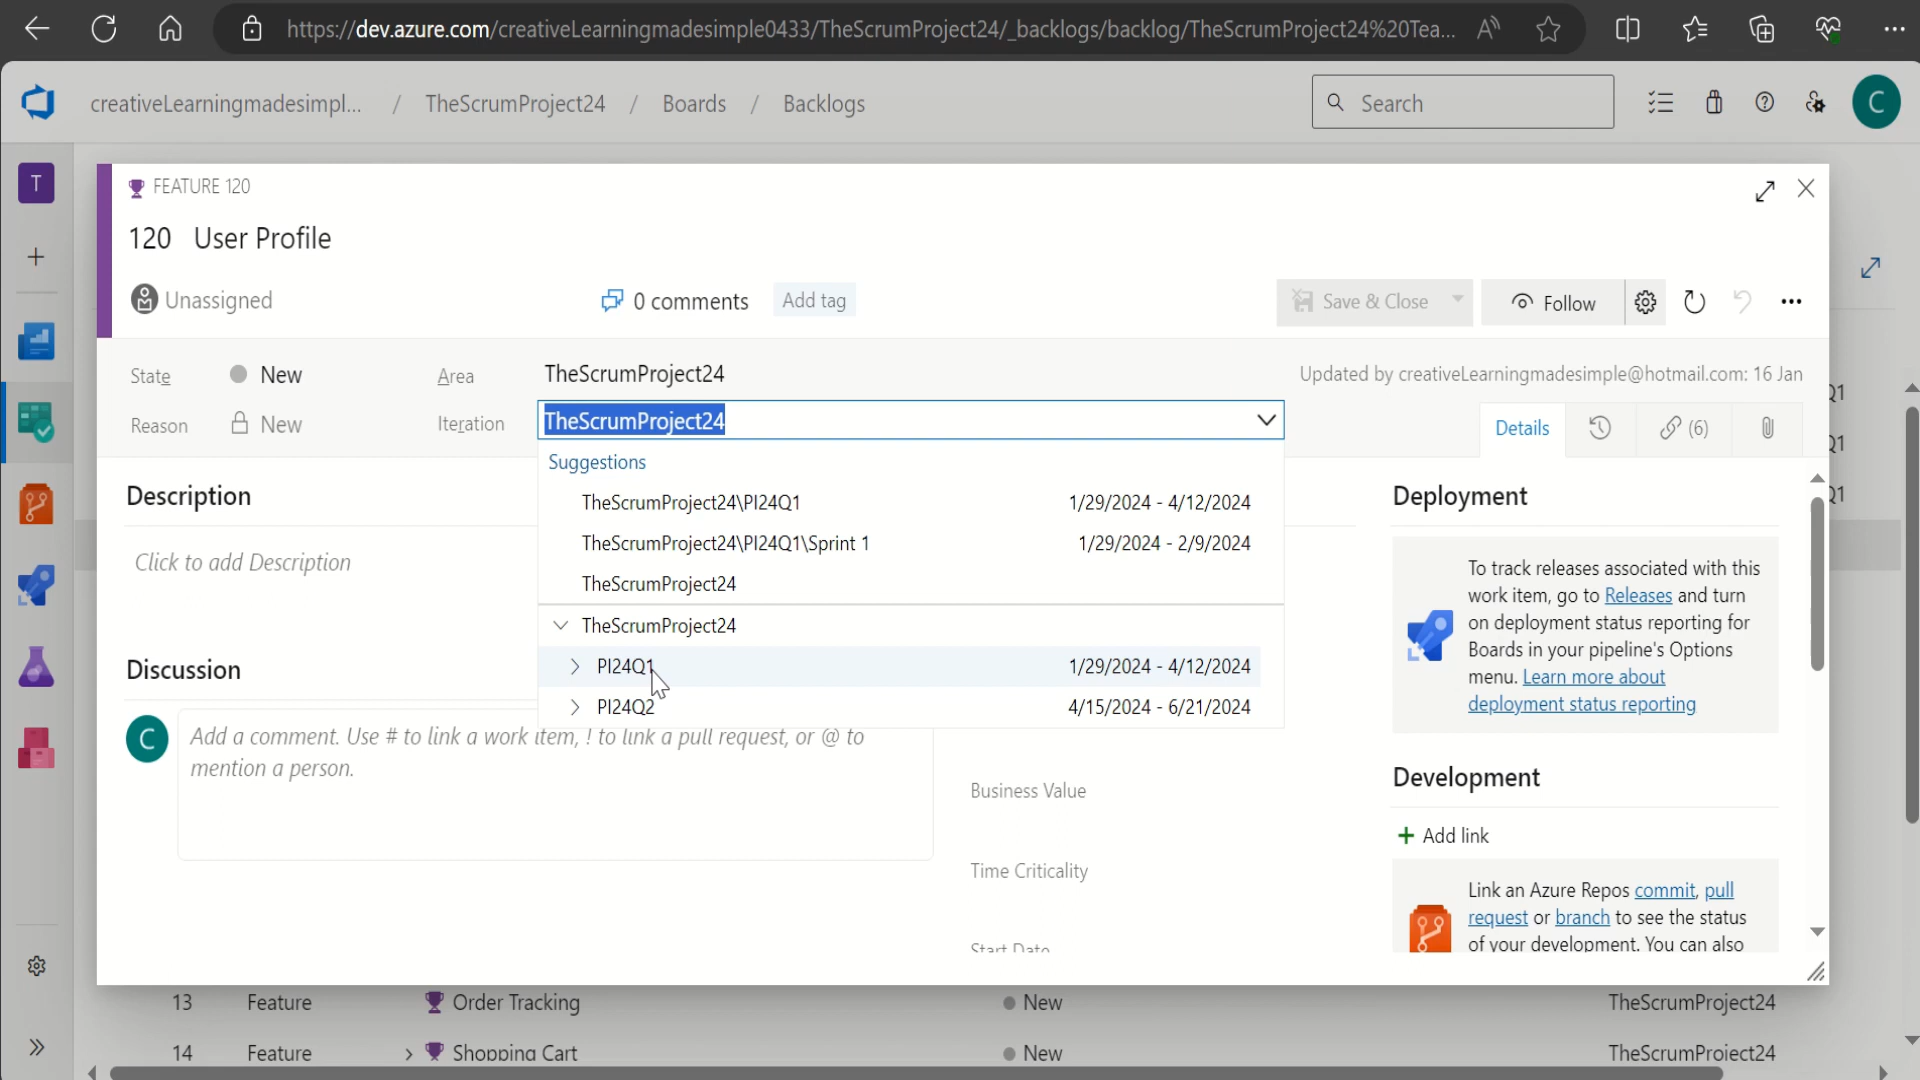 https://dev.azure.com/creativeLearningmadesimple0433/TheScrumProject24/_backlogs/backlog/TheScrumProject24%20Tea...
creativeLearningmadesimpl... / TheScrumProject24 / Boards / Backlogs
Search
C
T
FEATURE 120
120 User Profile
Unassigned
0 comments
Add tag
Save & Close
Follow
State
New
Area
TheScrumProject24
Updated by creativeLearningmadesimple@hotmail.com: 16 Jan
Reason
New
Iteration
TheScrumProject24
Details
(6)
Suggestions
TheScrumProject24\PI24Q1 1/29/2024 - 4/12/2024
TheScrumProject24\PI24Q1\Sprint 1 1/29/2024 - 2/9/2024
TheScrumProject24
TheScrumProject24
PI24Q1 1/29/2024 - 4/12/2024
PI24Q2 4/15/2024 - 6/21/2024
Description
Click to add Description
Discussion
C
Add a comment. Use # to link a work item, ! to link a pull request, or @ to
mention a person.
Business Value
Time Criticality
Start Date
Deployment
To track releases associated with this
work item, go to Releases and turn
on deployment status reporting for
Boards in your pipeline's Options
menu. Learn more about
deployment status reporting
Development
+ Add link
Link an Azure Repos commit, pull
request or branch to see the status
of your development. You can also
Q1
Q1
Q1
13 Feature Order Tracking New TheScrumProject24
14 Feature Shopping Cart New TheScrumProject24